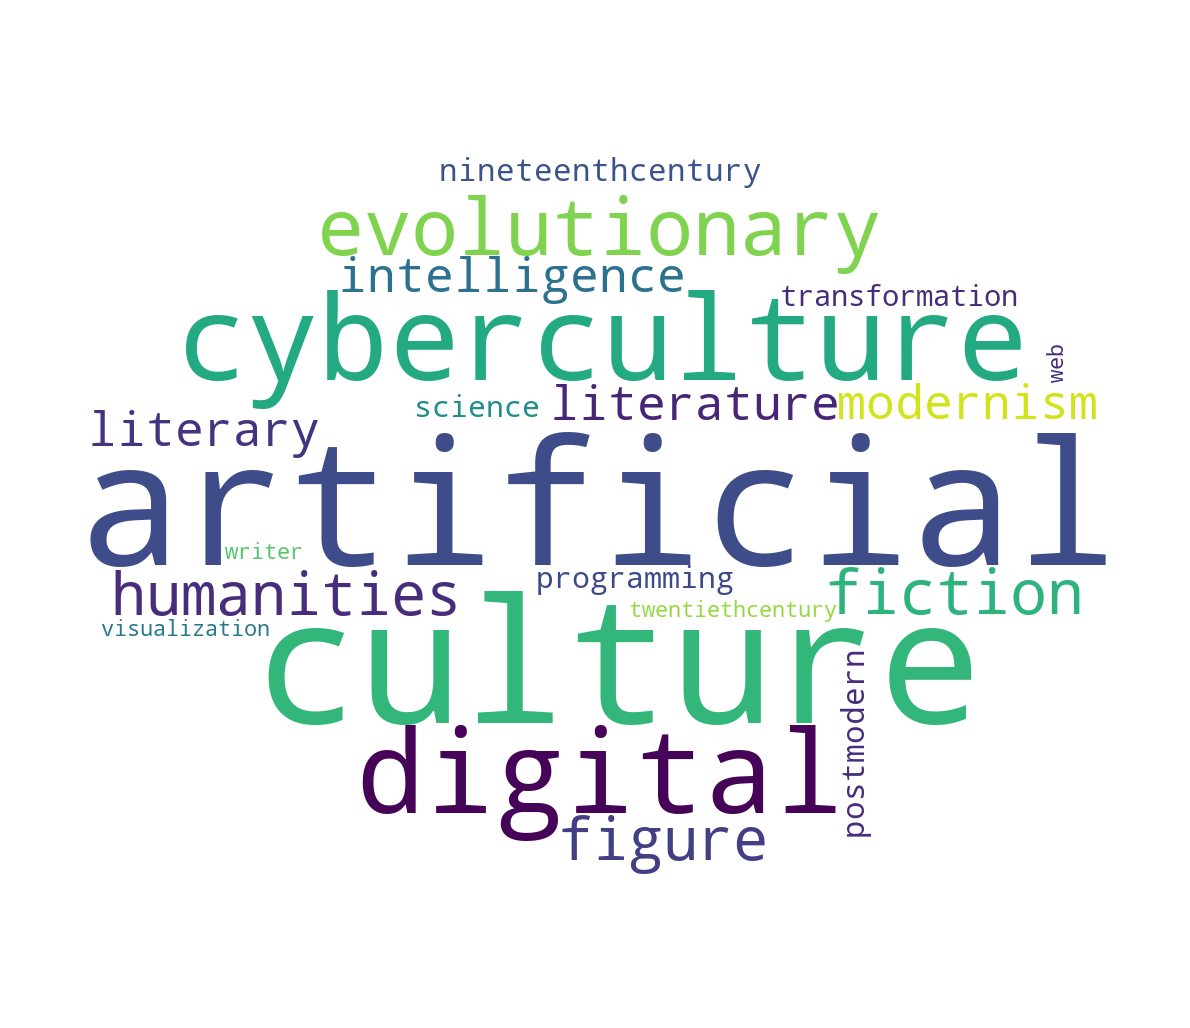 nineteenthcentury
evolutionary
intelligence
transformation
cyberculture
web
science
literature
modernism
literary
artificial
writer
humanities
programming
fiction
twentiethcentury
visualization
culture
postmodern
digital
figure